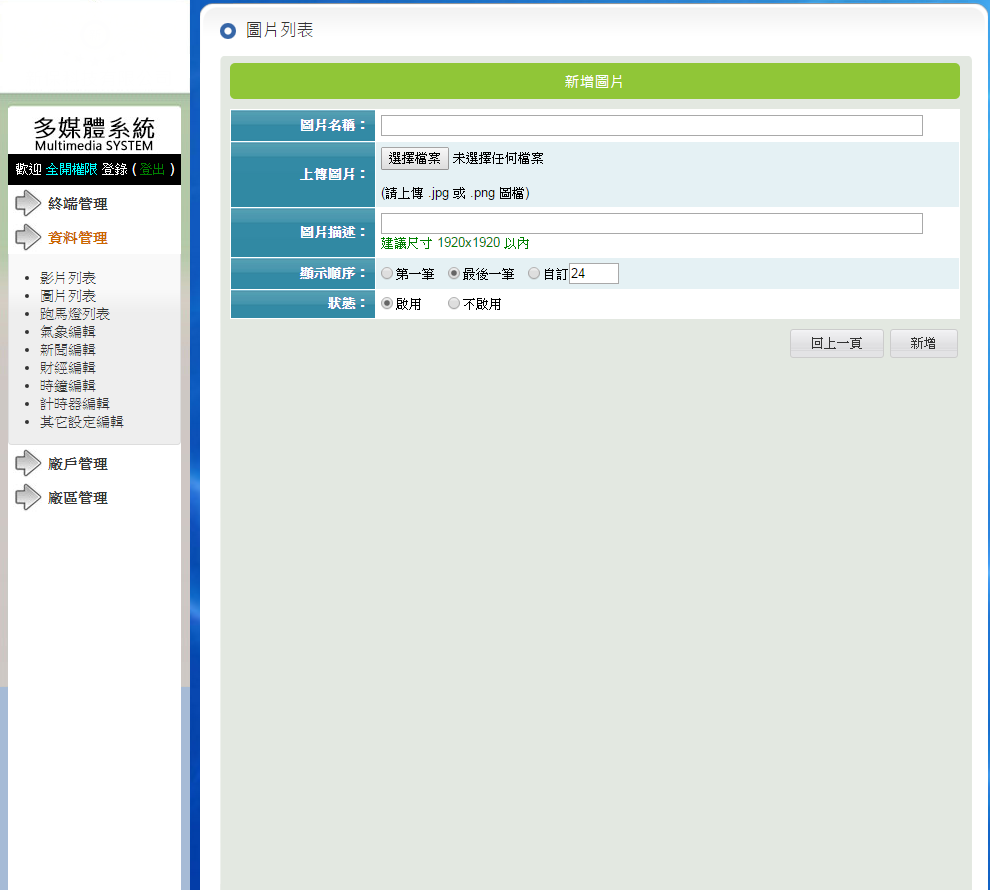 多媒體系統
Multimedia SYSTEM
歡迎 全開權限 登錄 ( 登出 )
終端管理
資料管理
影片列表
圖片列表
跑馬燈列表
氣象編輯
新聞編輯
財經編輯
時鐘編輯
計時器編輯
其它設定編輯
廠戶管理
廠區管理
圖片列表
新增圖片
圖片名稱：
上傳圖片： 選擇檔案 未選擇任何檔案
(請上傳 .jpg 或 .png 圖檔)
圖片描述：
建議尺寸 1920x1920 以內
顯示順序： 第一筆 最後一筆 自訂 24
狀態： 啟用 不啟用
回上一頁 新增